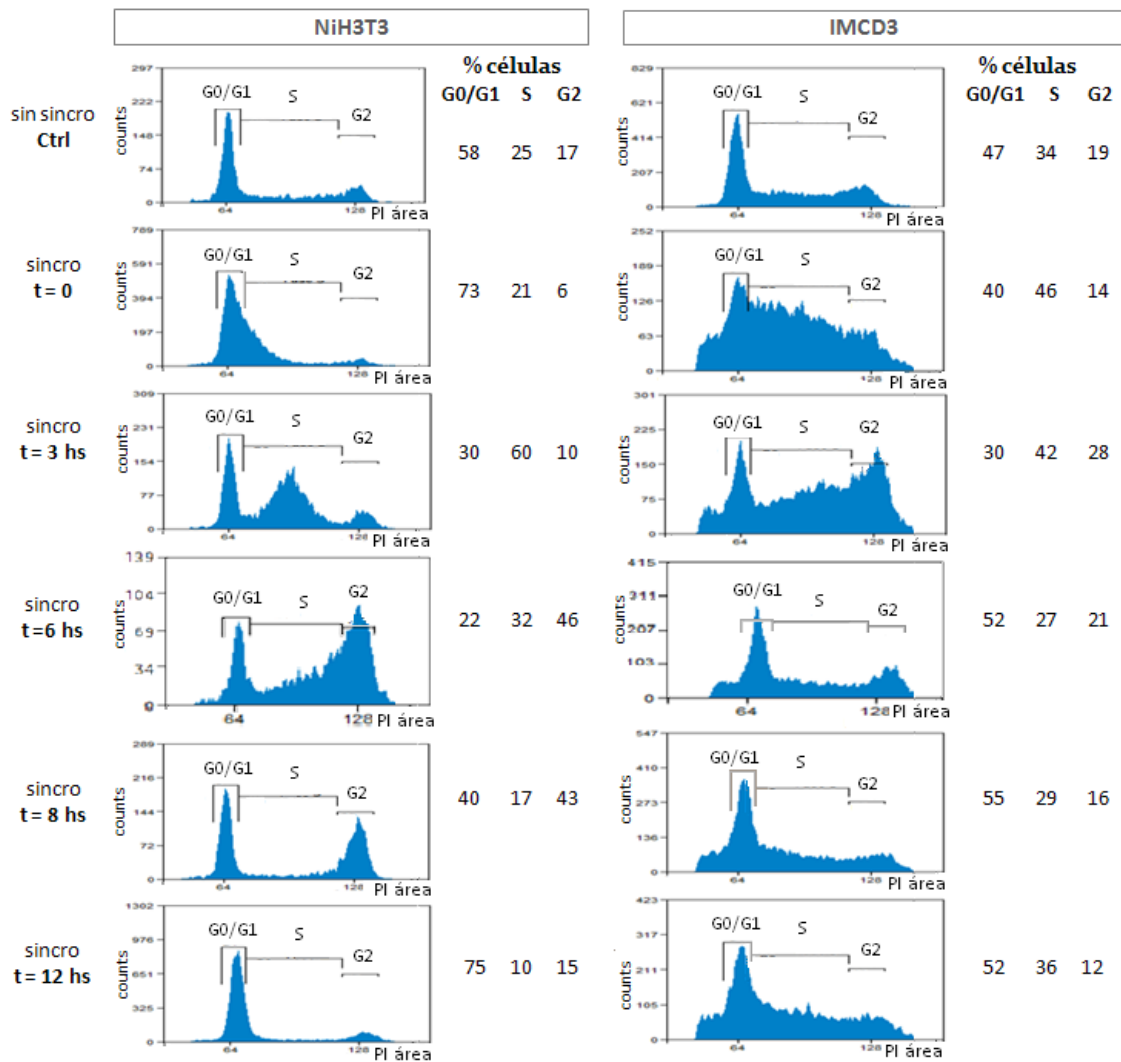 NiH3T3
IMCD3
% células
G0/G1 S G2
% células
G0/G1 S G2
sin sincro
Ctrl
counts
297
222
148
74
0
G0/G1
S
G2
64
128
PI área
58 25 17
counts
829
621
414
207
0
G0/G1
S
G2
64
128
PI área
47 34 19
sincro
t = 0
counts
789
591
394
197
0
G0/G1
S
G2
64
128
PI área
73 21 6
counts
252
189
126
63
0
G0/G1
S
G2
64
128
PI área
40 46 14
sincro
t = 3 hs
counts
309
231
154
77
0
G0/G1
S
G2
64
128
PI área
30 60 10
counts
301
225
150
75
0
G0/G1
S
G2
64
128
PI área
30 42 28
sincro
t =6 hs
counts
139
104
69
34
0
G0/G1
S
G2
64
128
PI área
22 32 46
counts
415
311
207
103
0
G0/G1
S
G2
64
128
PI área
52 27 21
sincro
t = 8 hs
counts
289
216
144
72
0
G0/G1
S
G2
64
128
PI área
40 17 43
counts
547
410
273
136
0
G0/G1
S
G2
64
128
PI área
55 29 16
sincro
t = 12 hs
counts
1302
976
651
325
0
G0/G1
S
G2
64
128
PI área
75 10 15
counts
423
317
211
105
0
G0/G1
S
G2
64
128
PI área
52 36 12